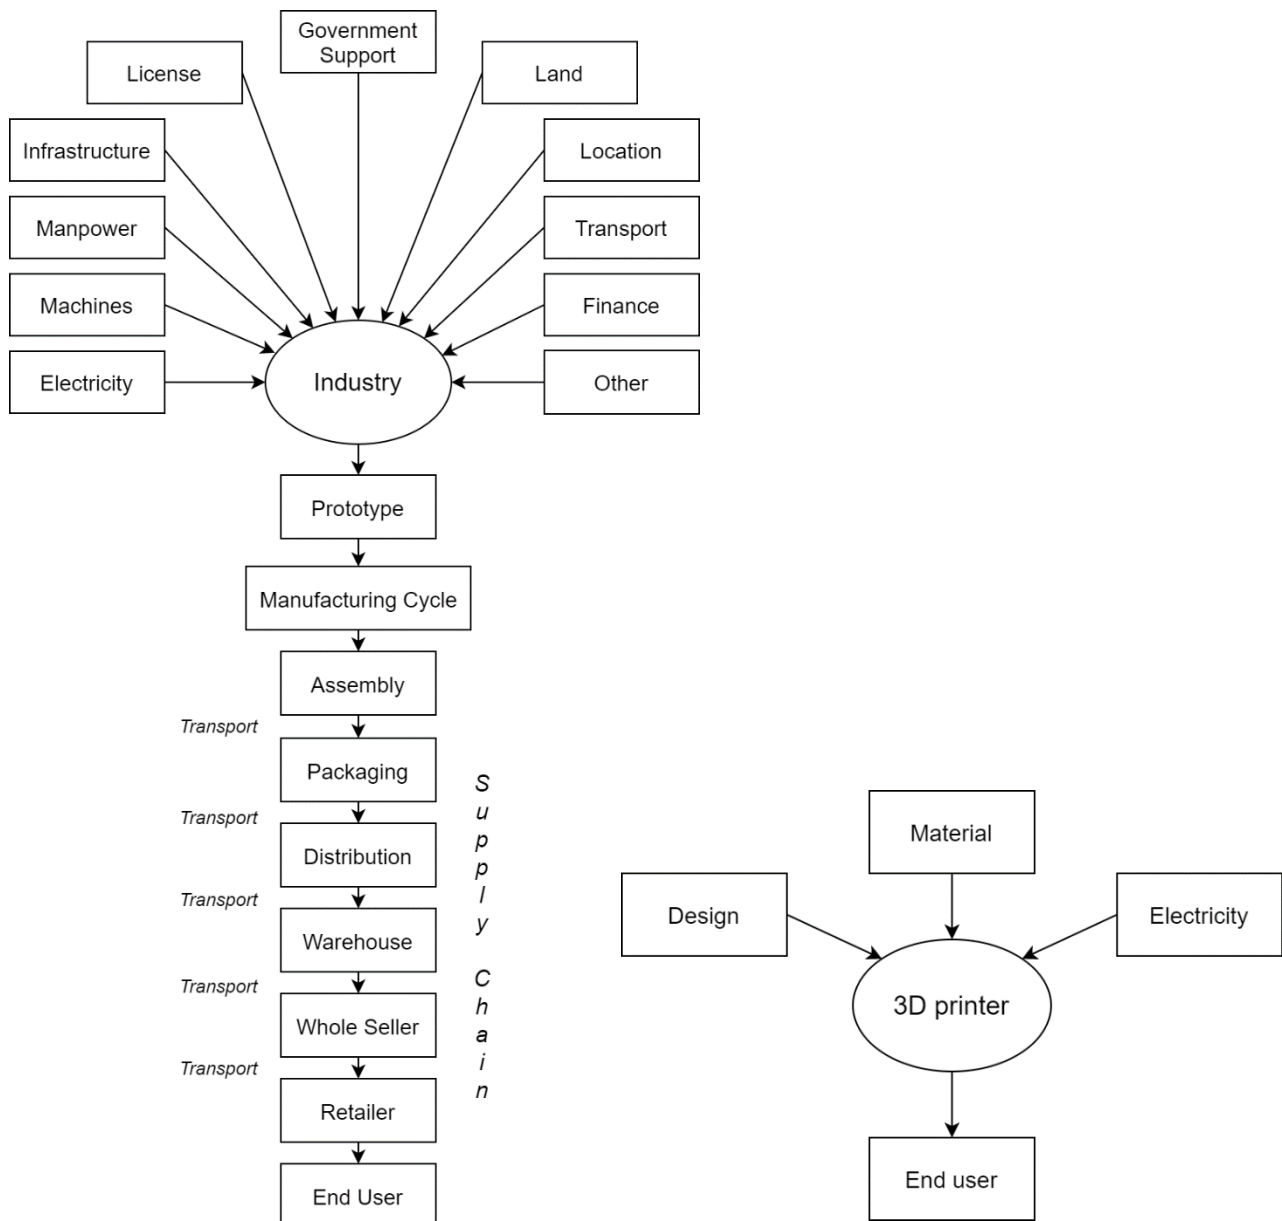 Government
Support
License
Land
Infrastructure
Location
Manpower
Transport
Machines
Finance
Electricity
Industry
Other
Prototype
Manufacturing Cycle
Assembly
Transport
Packaging
Transport
Distribution
Transport
Warehouse
Transport
Whole Seller
Transport
Retailer
End User
Supply Chain
Material
Design
Electricity
3D printer
End user